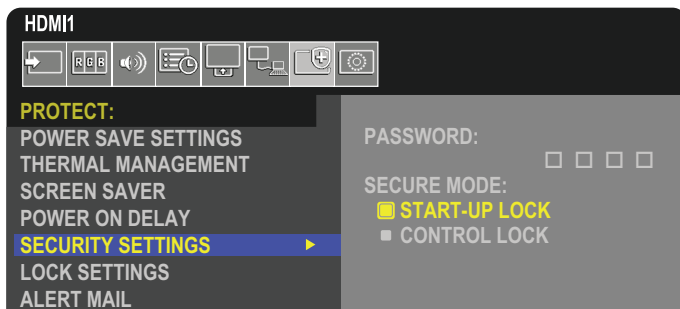 HDMI1
R G B
PROTECT:
POWER SAVE SETTINGS
THERMAL MANAGEMENT
SCREEN SAVER
POWER ON DELAY
SECURITY SETTINGS
LOCK SETTINGS
ALERT MAIL
PASSWORD:
SECURE MODE:
START-UP LOCK
CONTROL LOCK